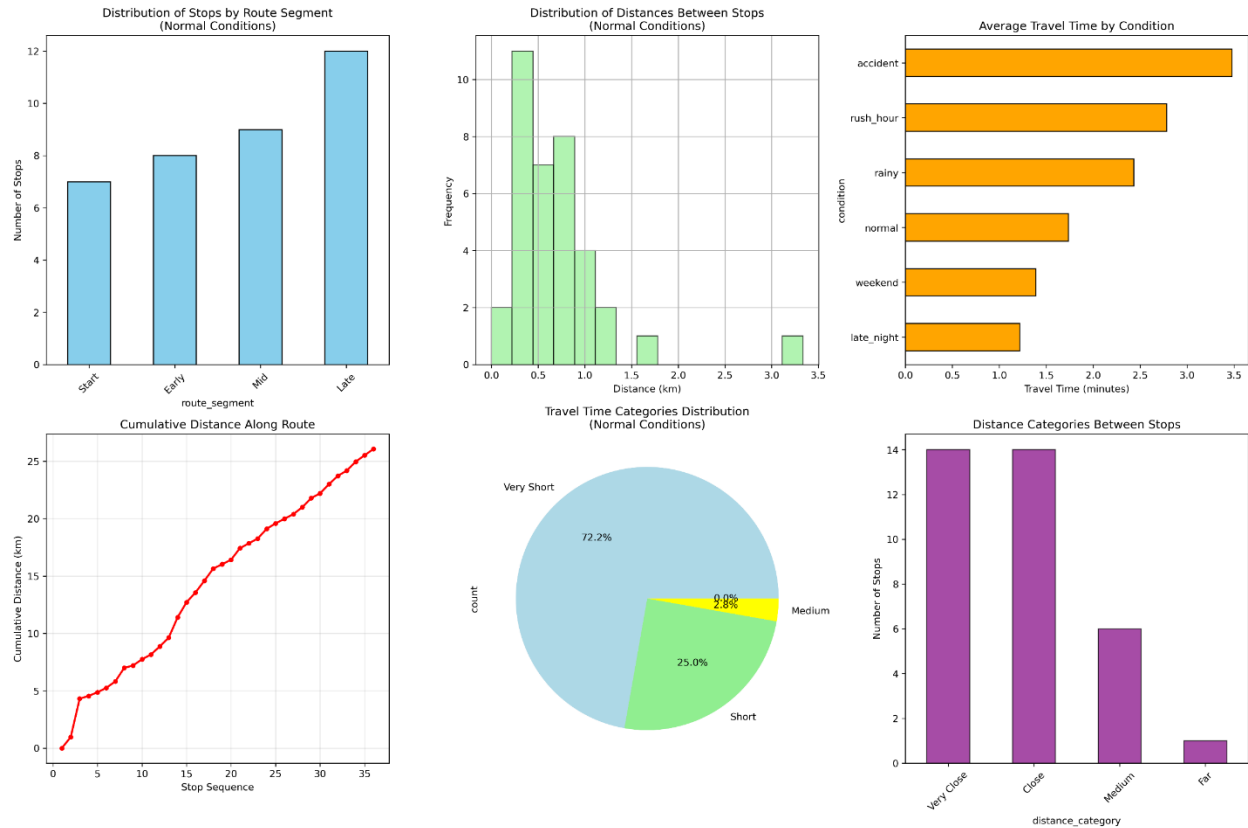 Distribution of Stops by Route Segment
(Normal Conditions)
Number of Stops
12
10
8
6
4
2
0
Start
Early
Mid
Late
route_segment
Distribution of Distances Between Stops
(Normal Conditions)
Frequency
10
8
6
4
2
0
0.0 0.5 1.0 1.5 2.0 2.5 3.0 3.5
Distance (km)
Average Travel Time by Condition
condition
accident
rush_hour
rainy
normal
weekend
late_night
0.0 0.5 1.0 1.5 2.0 2.5 3.0 3.5
Travel Time (minutes)
Cumulative Distance Along Route
Cumulative Distance (km)
25
20
15
10
5
0
0 5 10 15 20 25 30 35
Stop Sequence
Travel Time Categories Distribution
(Normal Conditions)
count
Very Short
72.2%
0.0%
2.8%
Medium
25.0%
Short
Distance Categories Between Stops
Number of Stops
14
12
10
8
6
4
2
0
Very Close
Close
Medium
Far
distance_category